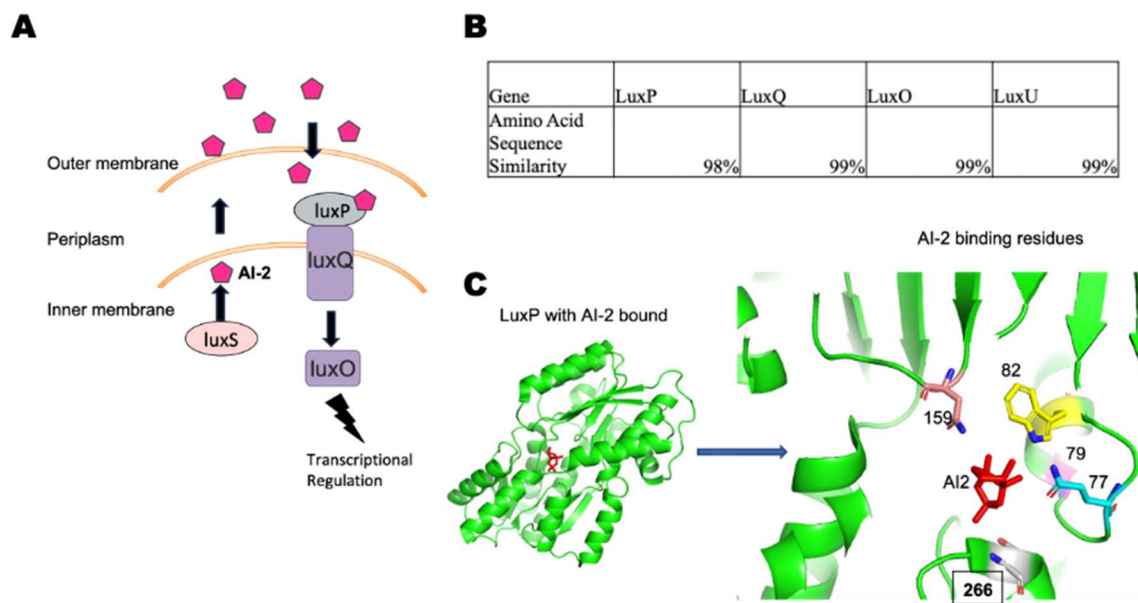 A
Outer membrane
Periplasm
Inner membrane
luxP
luxQ
AI-2
luxS
luxO
Transcriptional
Regulation
B
Gene LuxP LuxQ LuxO LuxU
Amino Acid
Sequence
Similarity 98% 99% 99% 99%
C
LuxP with AI-2 bound
AI-2 binding residues
82
159
79
77
AI2
266